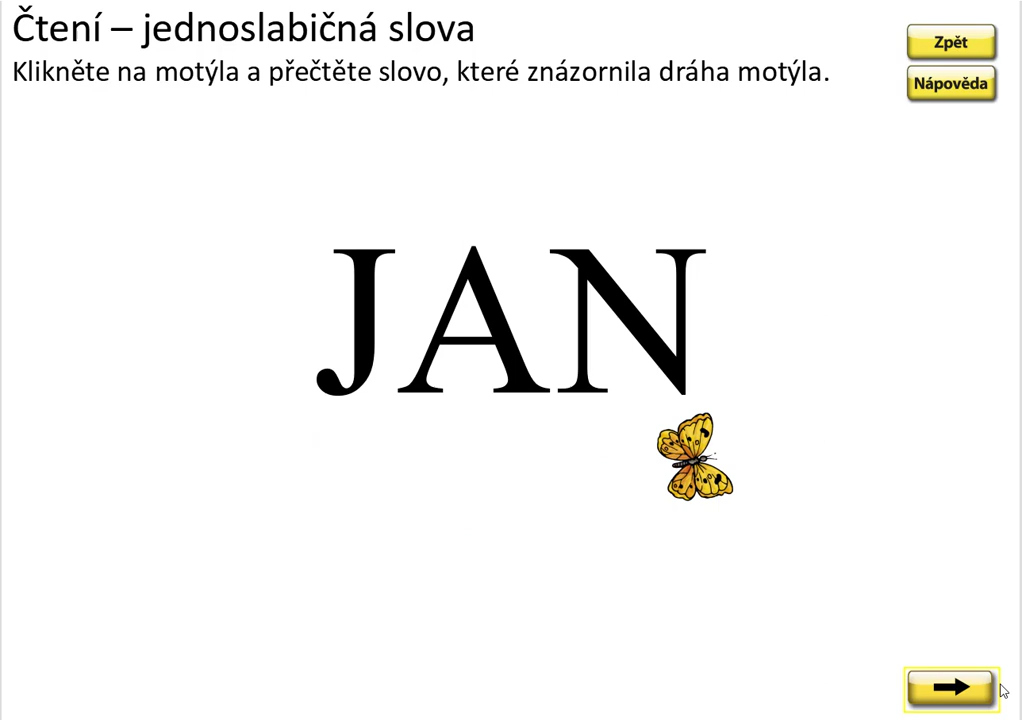 Čtení – jednoslabičná slova
Zpět
Klikněte na motýla a přečtěte slovo, které znázornila dráha motýla.
Nápověda
JAN